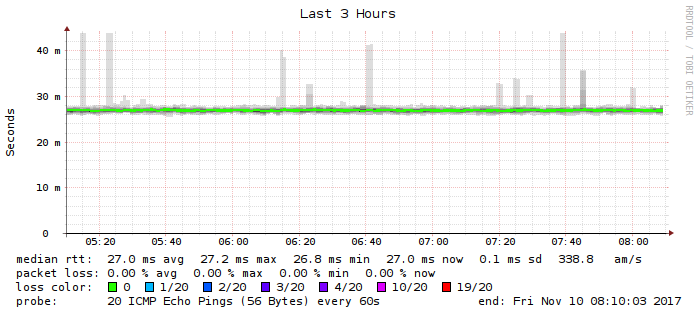 Last 3 Hours
RRDTOOL / TOBI OETIKER
Seconds
40 m
30 m
20 m
10 m
0
05:20 05:40 06:00 06:20 06:40 07:00 07:20 07:40 08:00
median rtt: 27.0 ms avg 27.2 ms max 26.8 ms min 27.0 ms now 0.1 ms sd 338.8 am/s
packet loss: 0.00 % avg 0.00 % max 0.00 % min 0.00 % now
loss color: 0 1/20 2/20 3/20 4/20 10/20 19/20
probe: 20 ICMP Echo Pings (56 Bytes) every 60s end: Fri Nov 10 08:10:03 2017